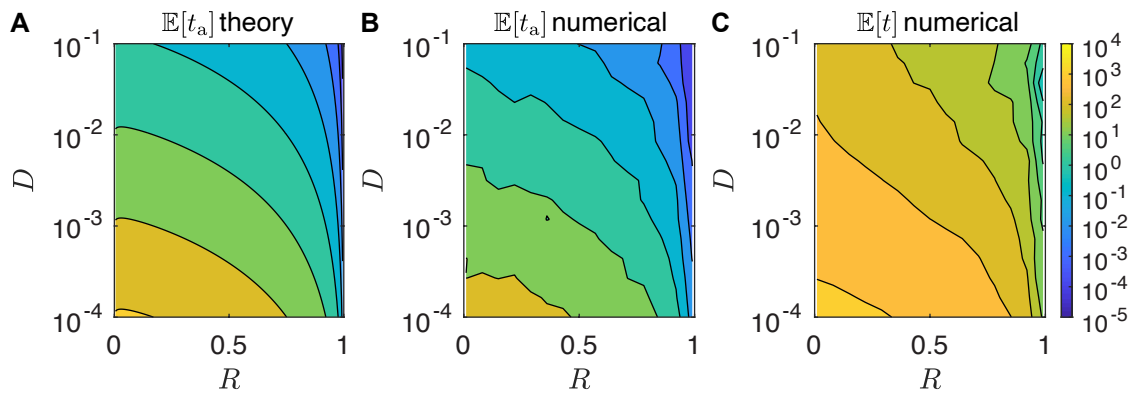 A 𝔼[t_a] theory B 𝔼[t_a] numerical C 𝔼[t] numerical
10^-1 10^-1 10^-1 10^4
10^3
10^2
10^-2 10^-2 10^-2 10^1
10^0
D D D 10^-1
10^-3 10^-3 10^-3 10^-2
10^-3
10^-4
10^-4 10^-4 10^-4 10^-5
0 0.5 1 0 0.5 1 0 0.5 1
R R R